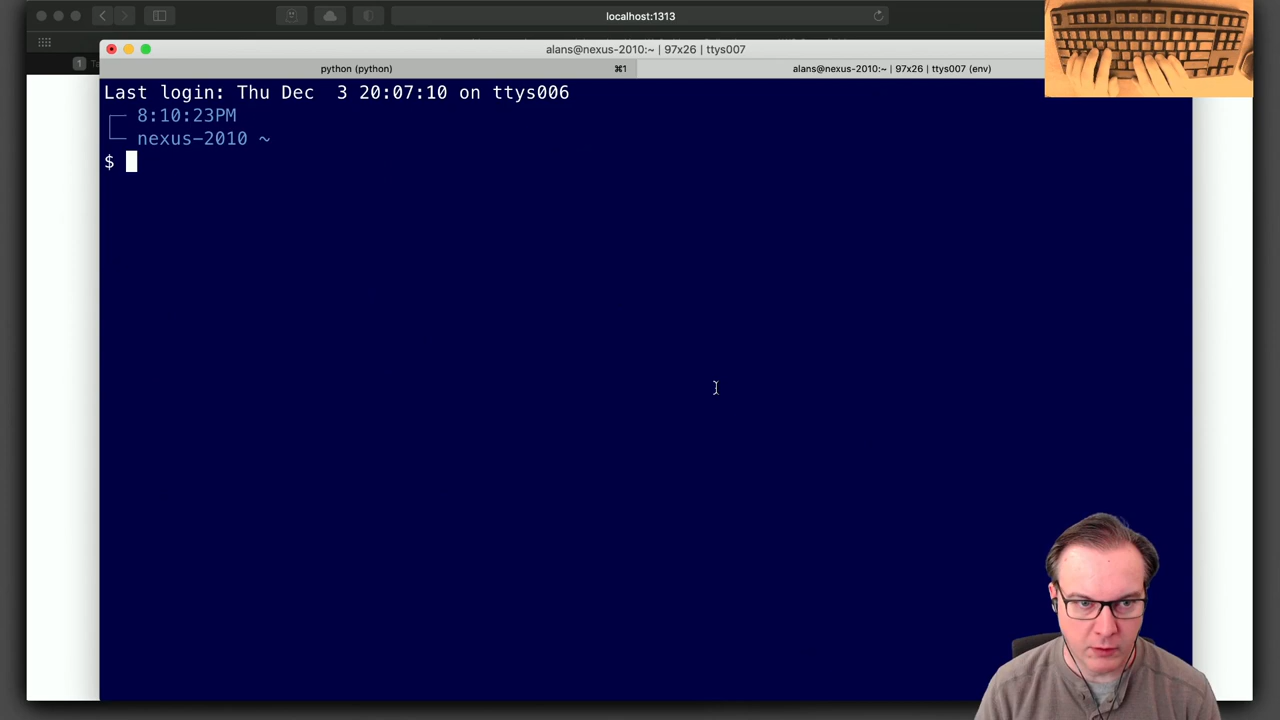 localhost:1313
alans@nexus-2010:~ | 97x26 | ttys007
1
python (python)
⌘1
alans@nexus-2010:~ | 97x26 | ttys007 (env)
Last login: Thu Dec  3 20:07:10 on ttys006
8:10:23PM
nexus-2010 ~
$